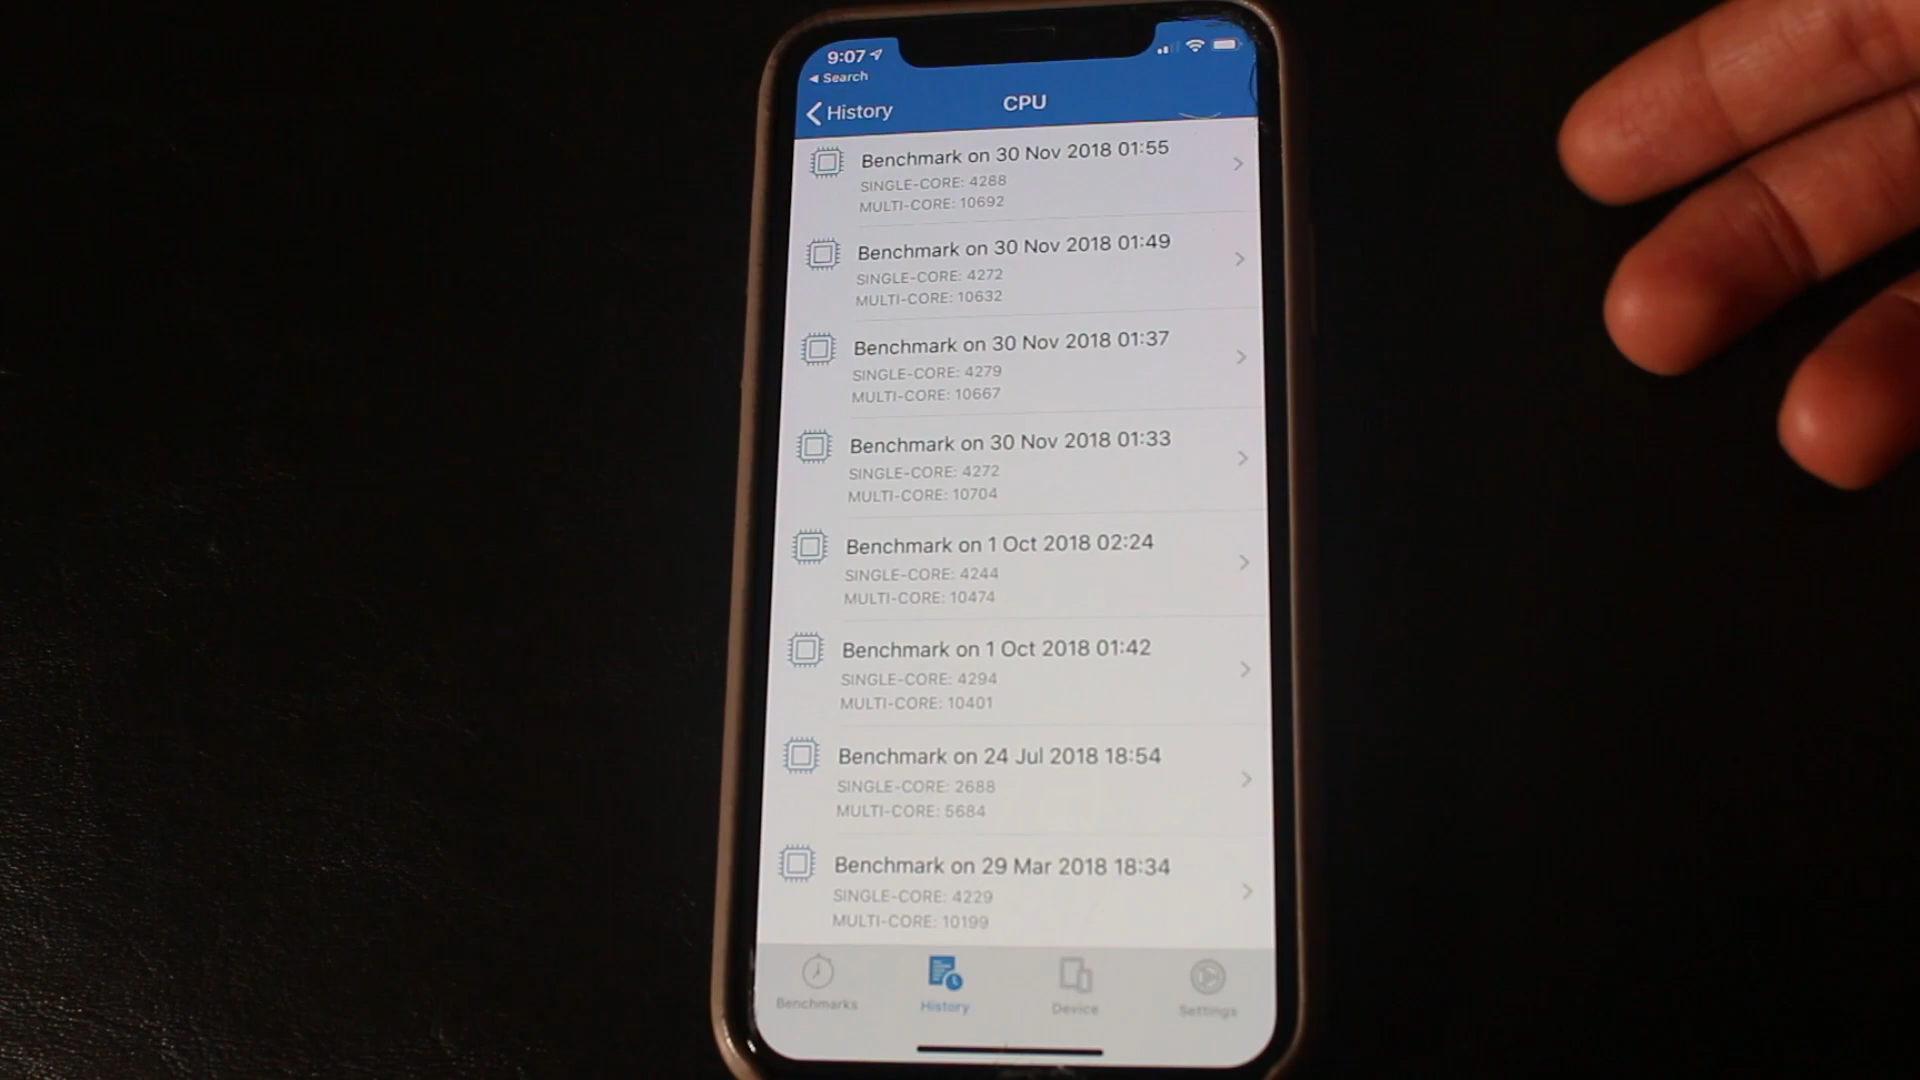 9:07
Search
History
CPU
Benchmark on 30 Nov 2018 01:55
SINGLE-CORE: 4288
MULTI-CORE: 10692
Benchmark on 30 Nov 2018 01:49
SINGLE-CORE: 4272
MULTI-CORE: 10632
Benchmark on 30 Nov 2018 01:37
SINGLE-CORE: 4279
MULTI-CORE: 10667
Benchmark on 30 Nov 2018 01:33
SINGLE-CORE: 4272
MULTI-CORE: 10704
Benchmark on 1 Oct 2018 02:24
SINGLE-CORE: 4244
MULTI-CORE: 10474
Benchmark on 1 Oct 2018 01:42
SINGLE-CORE: 4294
MULTI-CORE: 10401
Benchmark on 24 Jul 2018 18:54
SINGLE-CORE: 2688
MULTI-CORE: 5684
Benchmark on 29 Mar 2018 18:34
SINGLE-CORE: 4229
MULTI-CORE: 10199
Benchmarks
History
Device
Settings